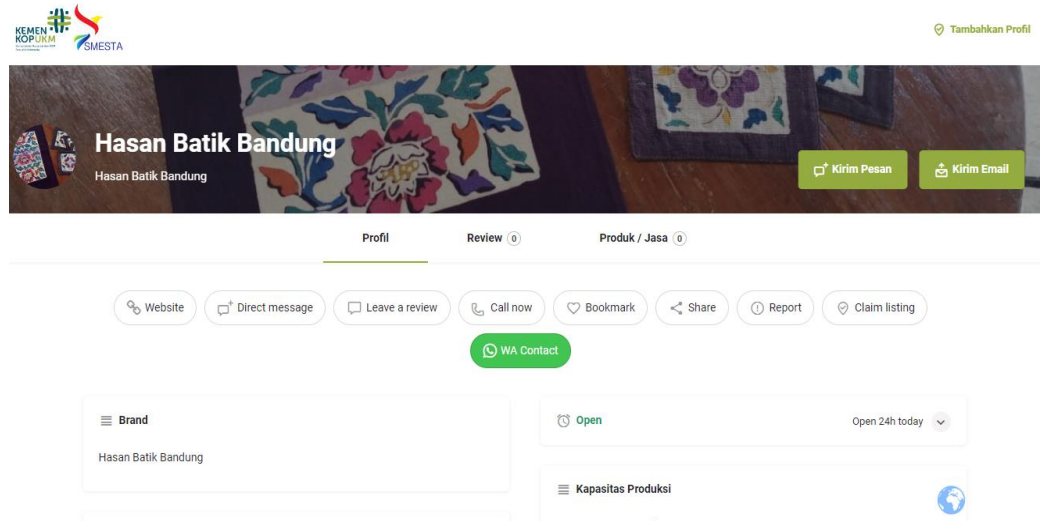 KEMEN
KOPUKM
SMESTA
Tambahkan Profil
Hasan Batik Bandung
Hasan Batik Bandung
Kirim Pesan
Kirim Email
Profil
Review 0
Produk / Jasa 0
Website
Direct message
Leave a review
Call now
Bookmark
Share
Report
Claim listing
WA Contact
Brand
Hasan Batik Bandung
Open
Open 24h today
Kapasitas Produksi